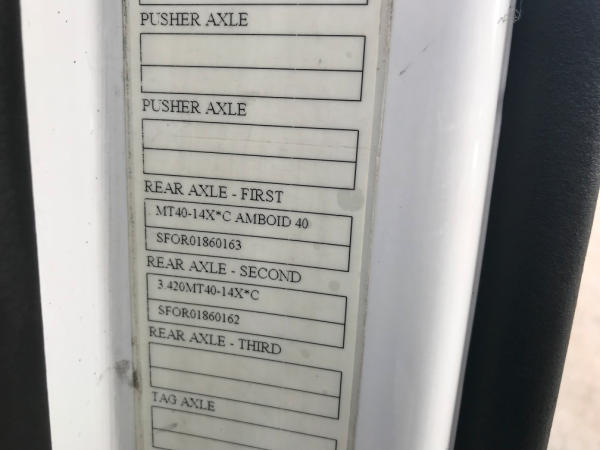 PUSHER AXLE
PUSHER AXLE
REAR AXLE - FIRST
MT40-14X*C AMBOID 40
SFOR01860163
REAR AXLE - SECOND
3.420MT40-14X*C
SFOR01860162
REAR AXLE - THIRD
TAG AXLE